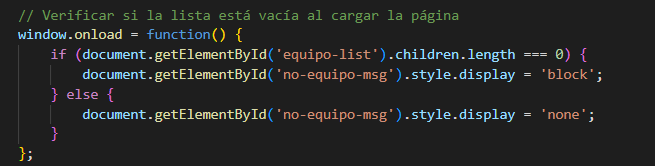 // Verificar si la lista está vacía al cargar la página
window.onload = function() {
    if (document.getElementById('equipo-list').children.length === 0) {
        document.getElementById('no-equipo-msg').style.display = 'block';
    } else {
        document.getElementById('no-equipo-msg').style.display = 'none';
    }
};